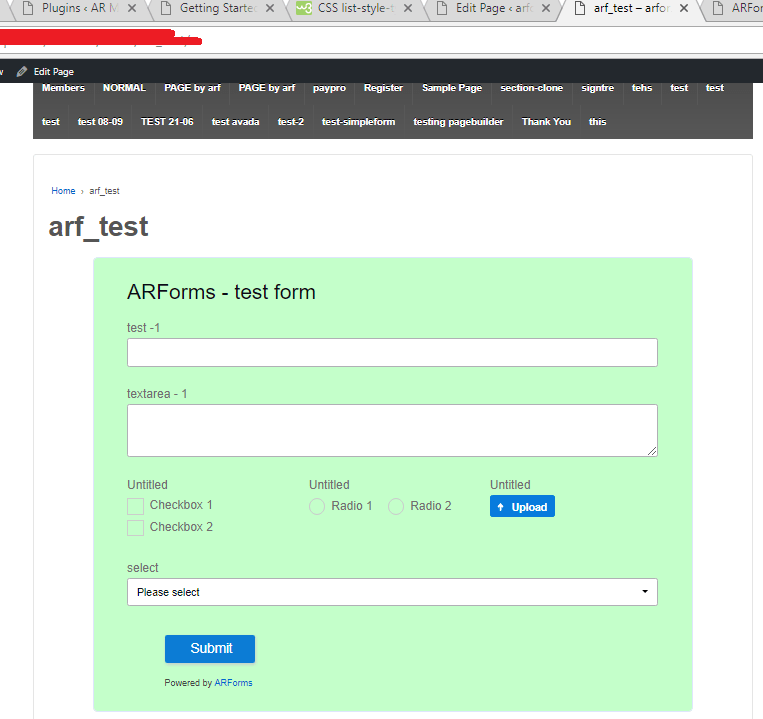 Plugins ‹ AR M Getting Started CSS list-style-t Edit Page ‹ arf arf_test – arfor ARFor
Edit Page
Members NORMAL PAGE by arf PAGE by arf paypro Register Sample Page section-clone signtre tehs test test
test test 08-09 TEST 21-06 test avada test-2 test-simpleform testing pagebuilder Thank You this
Home › arf_test
arf_test
ARForms - test form
test -1
textarea - 1
Untitled Untitled Untitled
Checkbox 1 Radio 1 Radio 2 Upload
Checkbox 2
select
Please select
Submit
Powered by ARForms